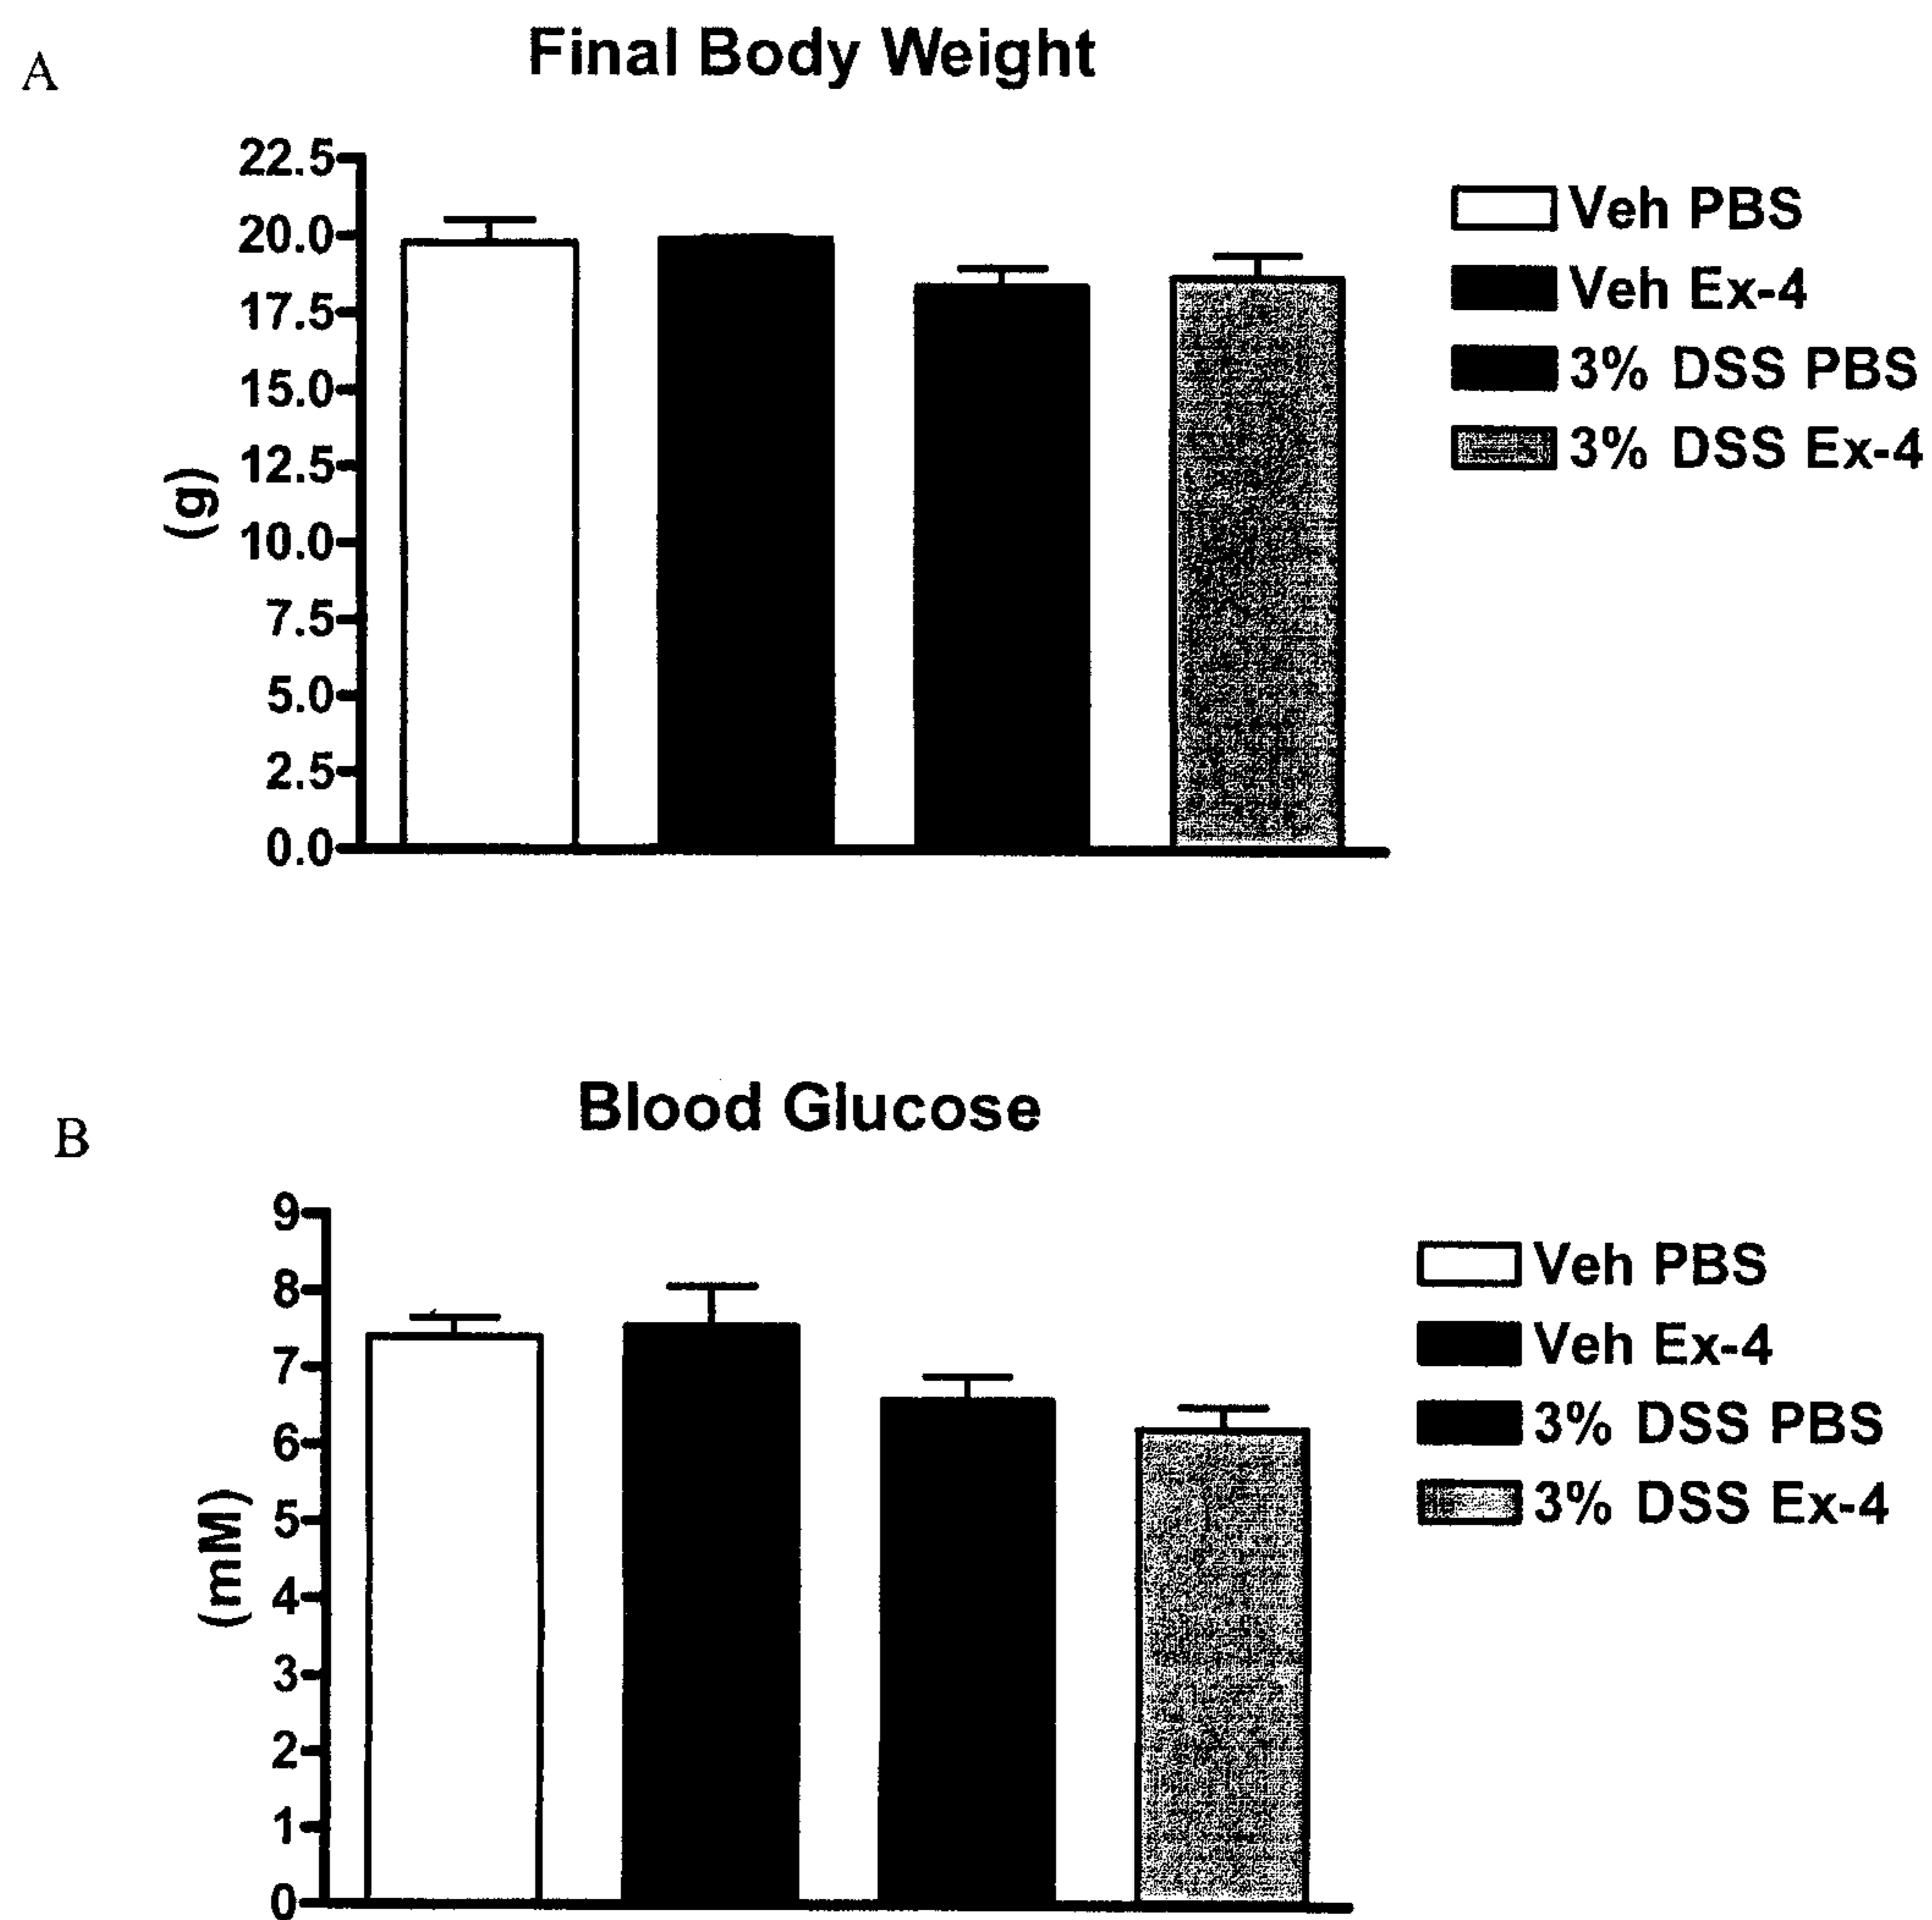 A
Final Body Weight
22.5
20.0
17.5
15.0
12.5
10.0
7.5
5.0
2.5
0.0
(g)
Veh PBS
Veh Ex-4
3% DSS PBS
3% DSS Ex-4
B
Blood Glucose
9
8
7
6
5
4
3
2
1
0
(mM)
Veh PBS
Veh Ex-4
3% DSS PBS
3% DSS Ex-4